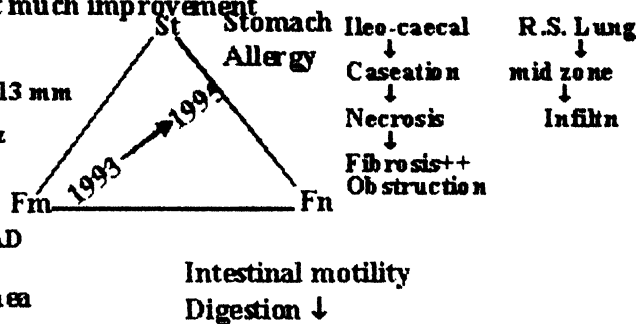 much improvement
St
Stomach
Allergy
13 mm
1993
1995
Fm
Fn
Ileo-caecal
↓
Caseation
↓
Necrosis
↓
Fibrosis++
Obstruction
R.S. Lung
↓
mid zone
↓
Infiltn
Intestinal motility
Digestion ↓